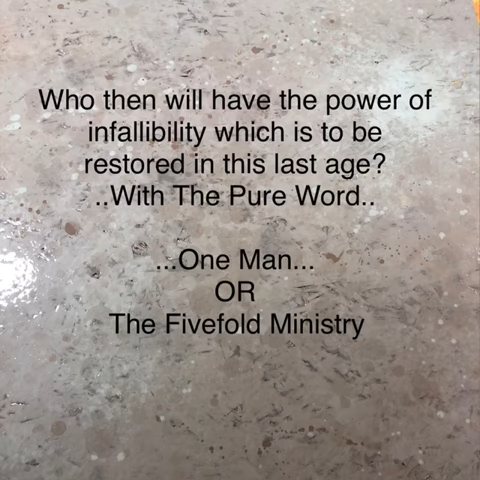 Who then will have the power of
infallibility which is to be
restored in this last age?
..With The Pure Word..
...One Man...
OR
The Fivefold Ministry